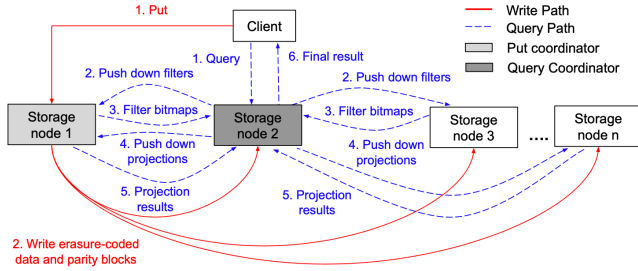 1. Put
Client
Write Path
Query Path
Put coordinator
Query Coordinator
1. Query
6. Final result
2. Push down filters
2. Push down filters
3. Filter bitmaps
3. Filter bitmaps
Storage
node 1
Storage
node 2
Storage
node 3
....
Storage
node n
4. Push down
projections
4. Push down
projections
5. Projection
results
5. Projection
results
2. Write erasure-coded
data and parity blocks